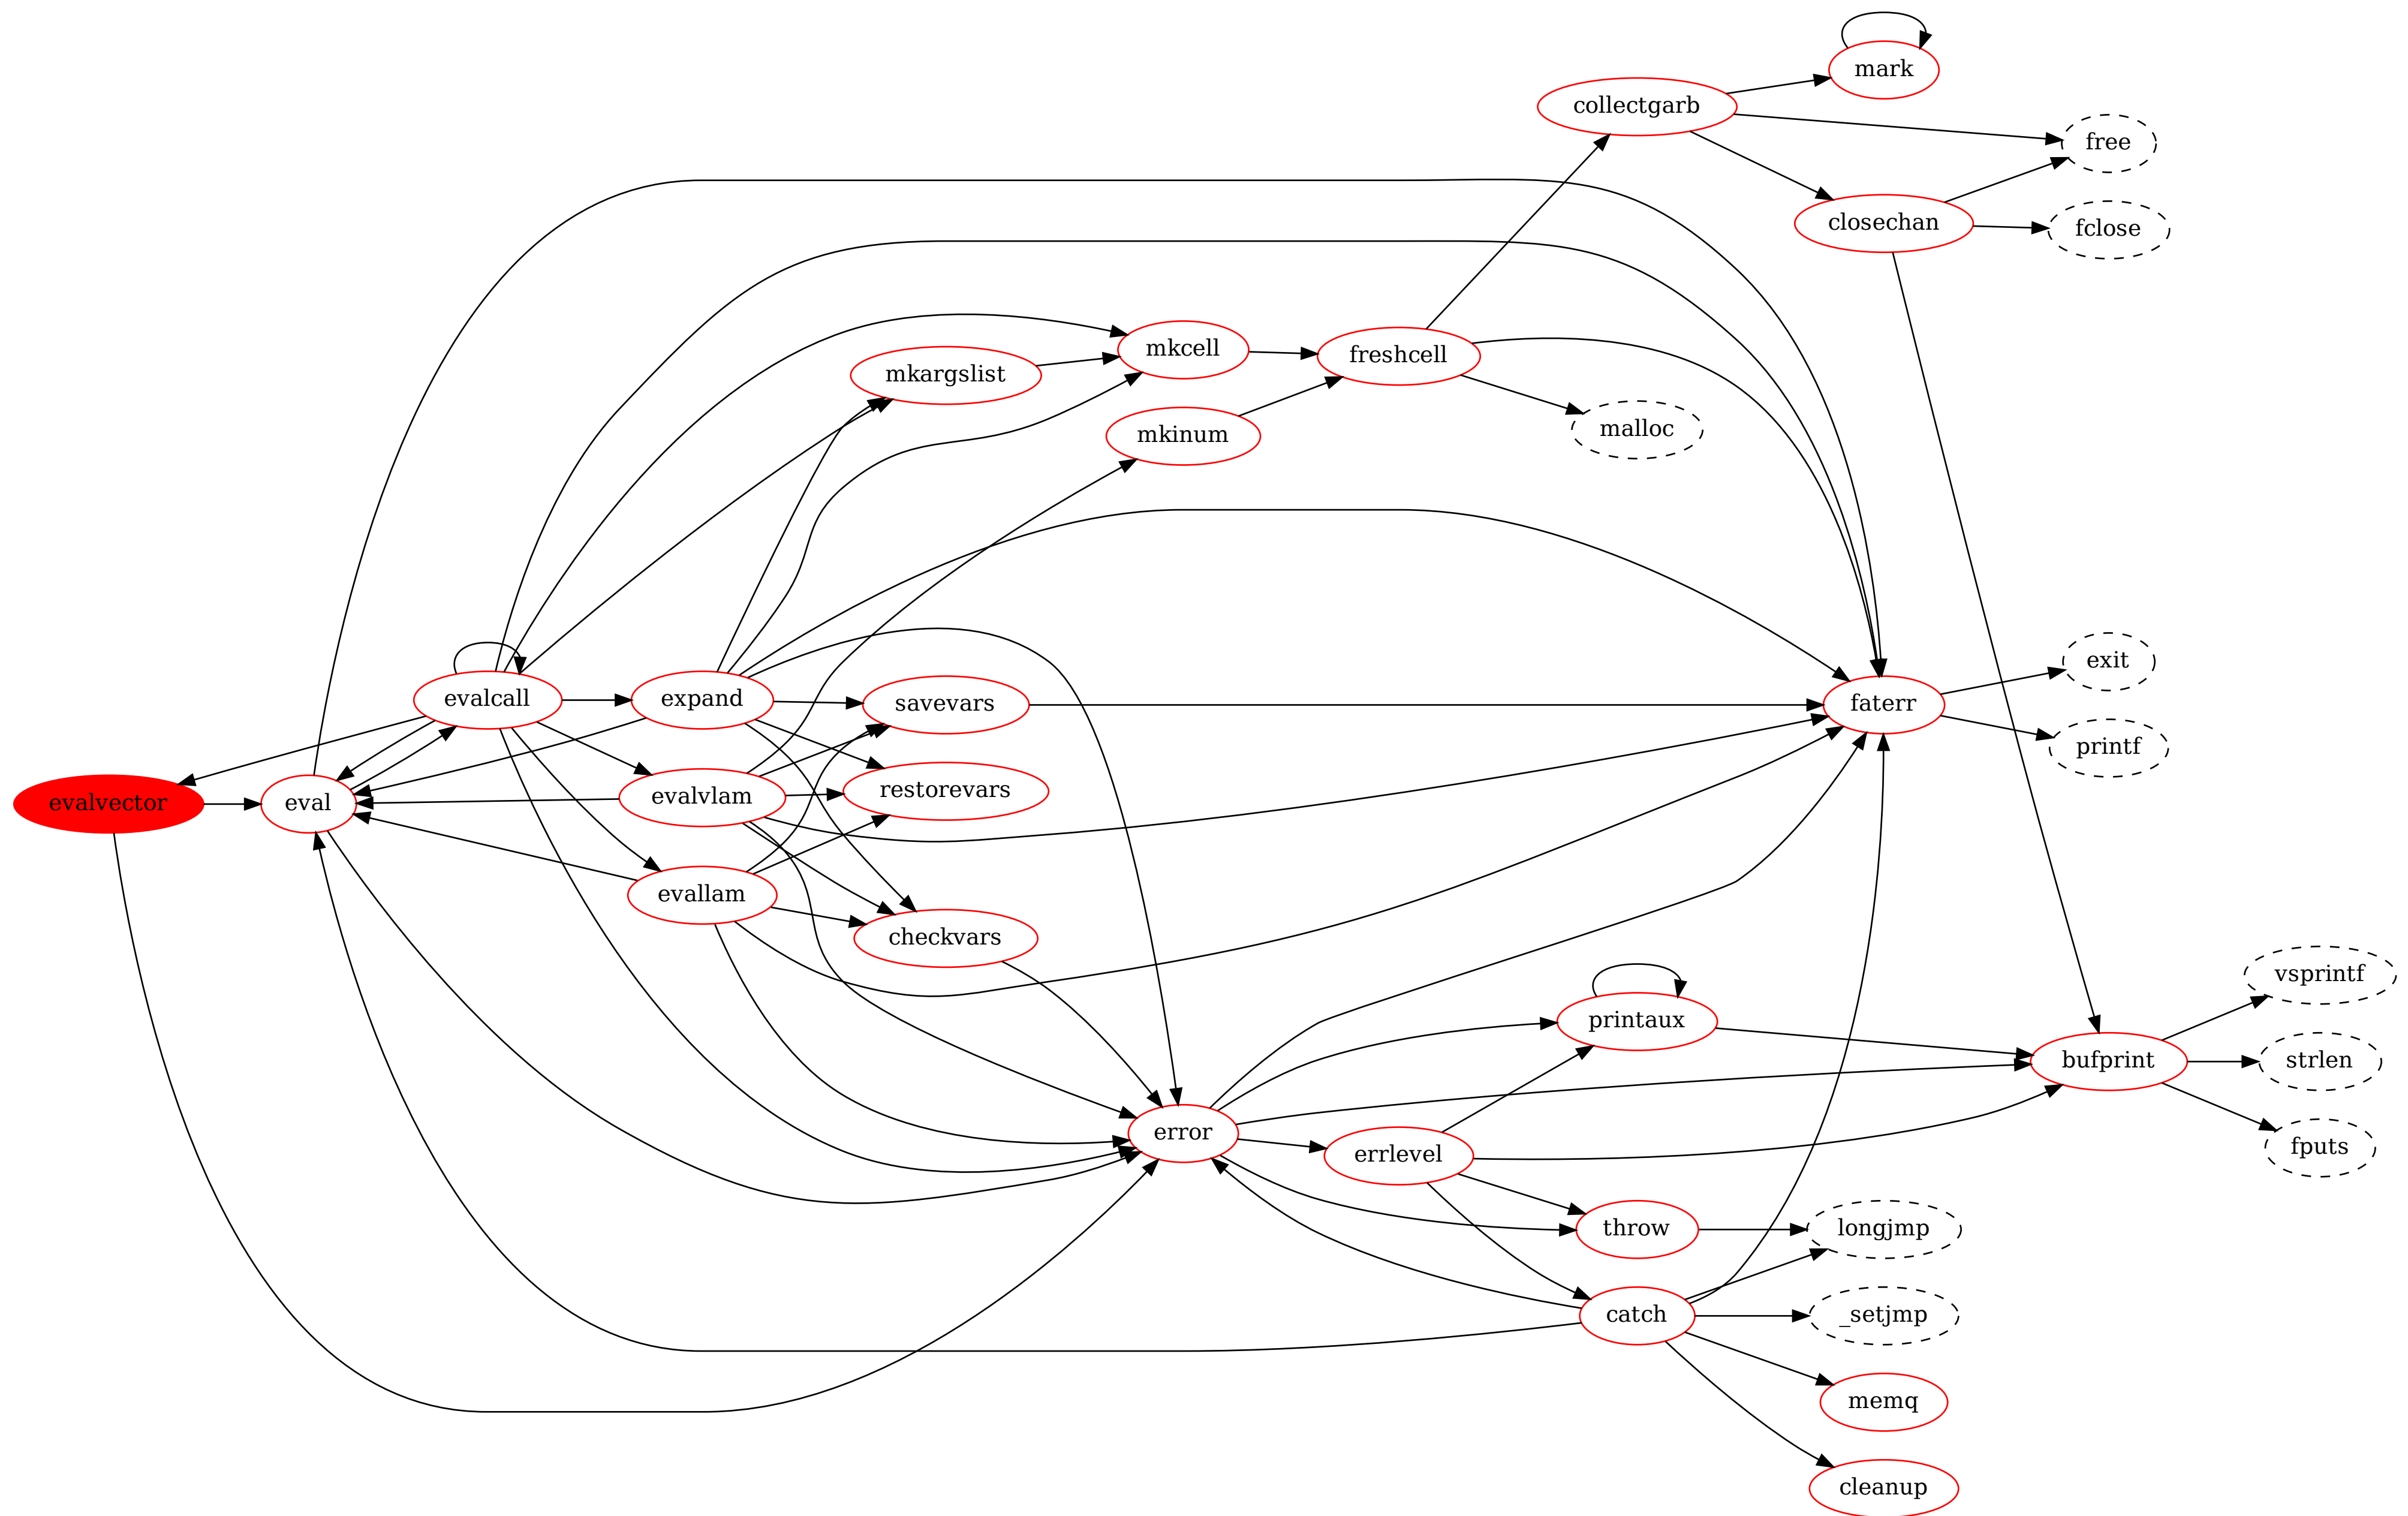 mark
collectgarb
free
closechan
fclose
mkcell
freshcell
mkargslist
malloc
mkinum
exit
evalcall
expand
savevars
faterr
printf
evalvector
eval
evalvlam
restorevars
evallam
checkvars
vsprintf
printaux
bufprint
strlen
error
errlevel
fputs
throw
longjmp
catch
_setjmp
memq
cleanup